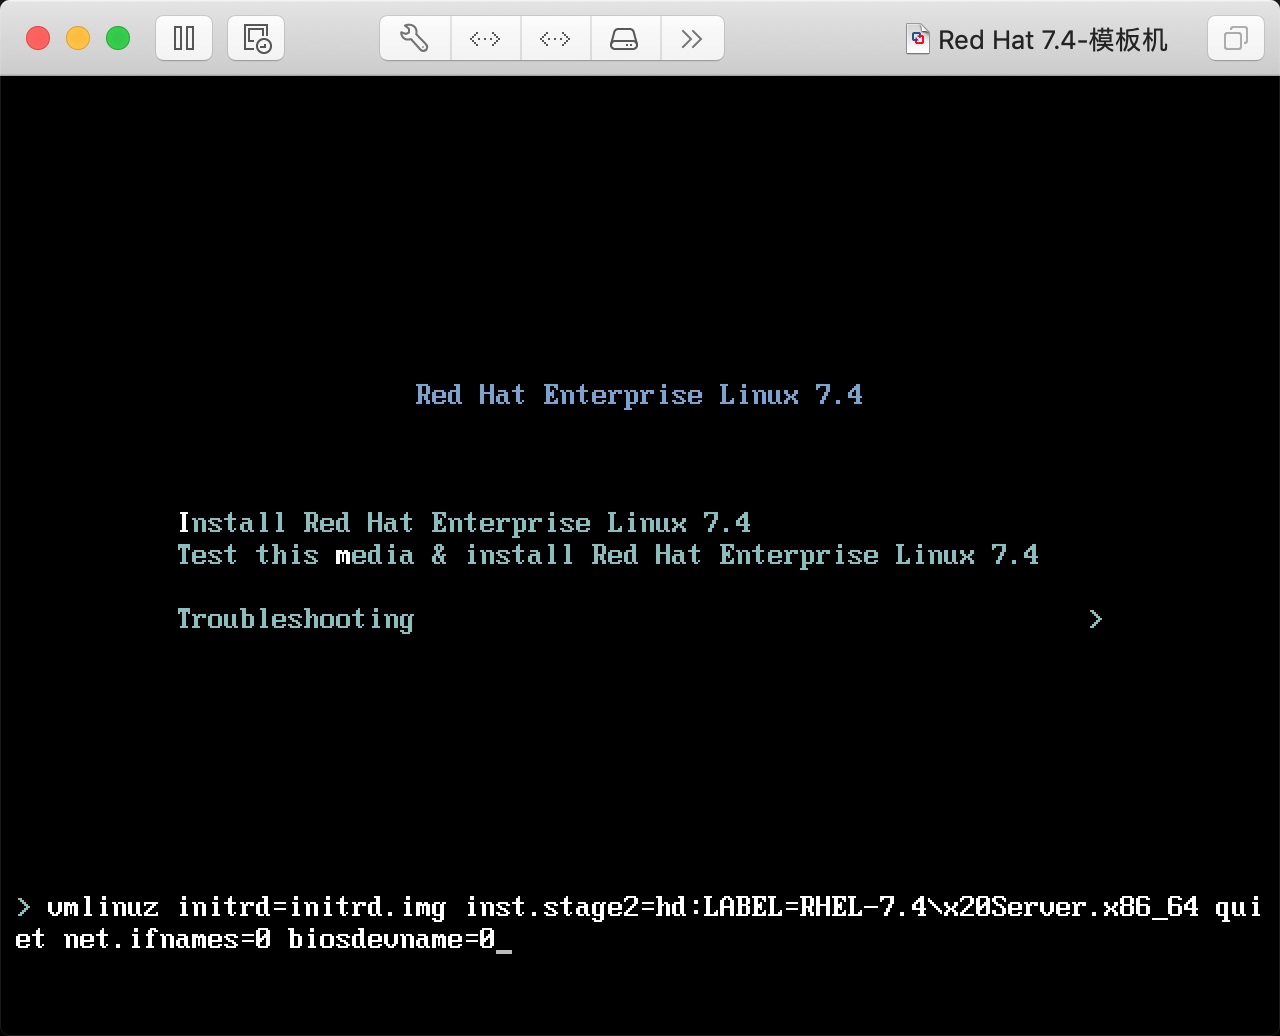 Red Hat 7.4-模板机
Red Hat Enterprise Linux 7.4
Install Red Hat Enterprise Linux 7.4
Test this media & install Red Hat Enterprise Linux 7.4
Troubleshooting >
> vmlinuz initrd=initrd.img inst.stage2=hd:LABEL=RHEL-7.4\x20Server.x86_64 qui
et net.ifnames=0 biosdevname=0_